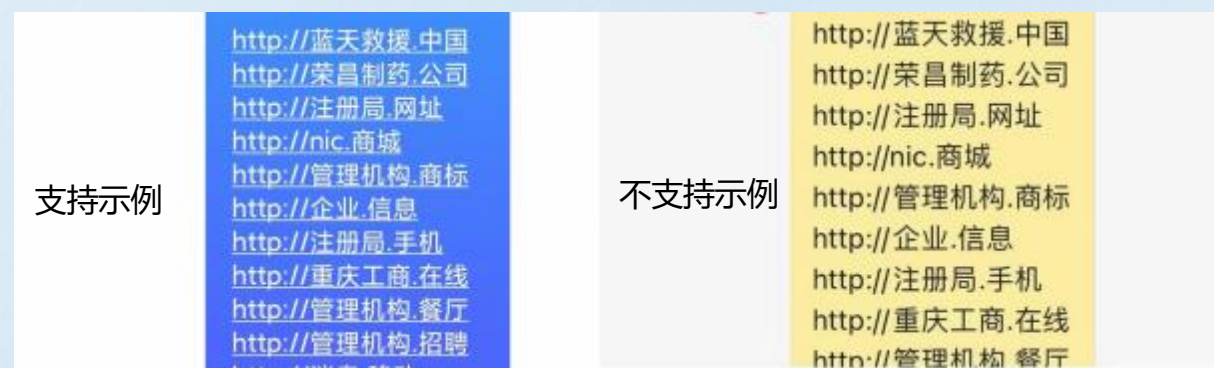 支持示例
http://蓝天救援.中国
http://荣昌制药.公司
http://注册局.网址
http://nic.商城
http://管理机构.商标
http://企业.信息
http://注册局.手机
http://重庆工商.在线
http://管理机构.餐厅
http://管理机构.招聘
不支持示例
http://蓝天救援.中国
http://荣昌制药.公司
http://注册局.网址
http://nic.商城
http://管理机构.商标
http://企业.信息
http://注册局.手机
http://重庆工商.在线
http://管理机构.餐厅